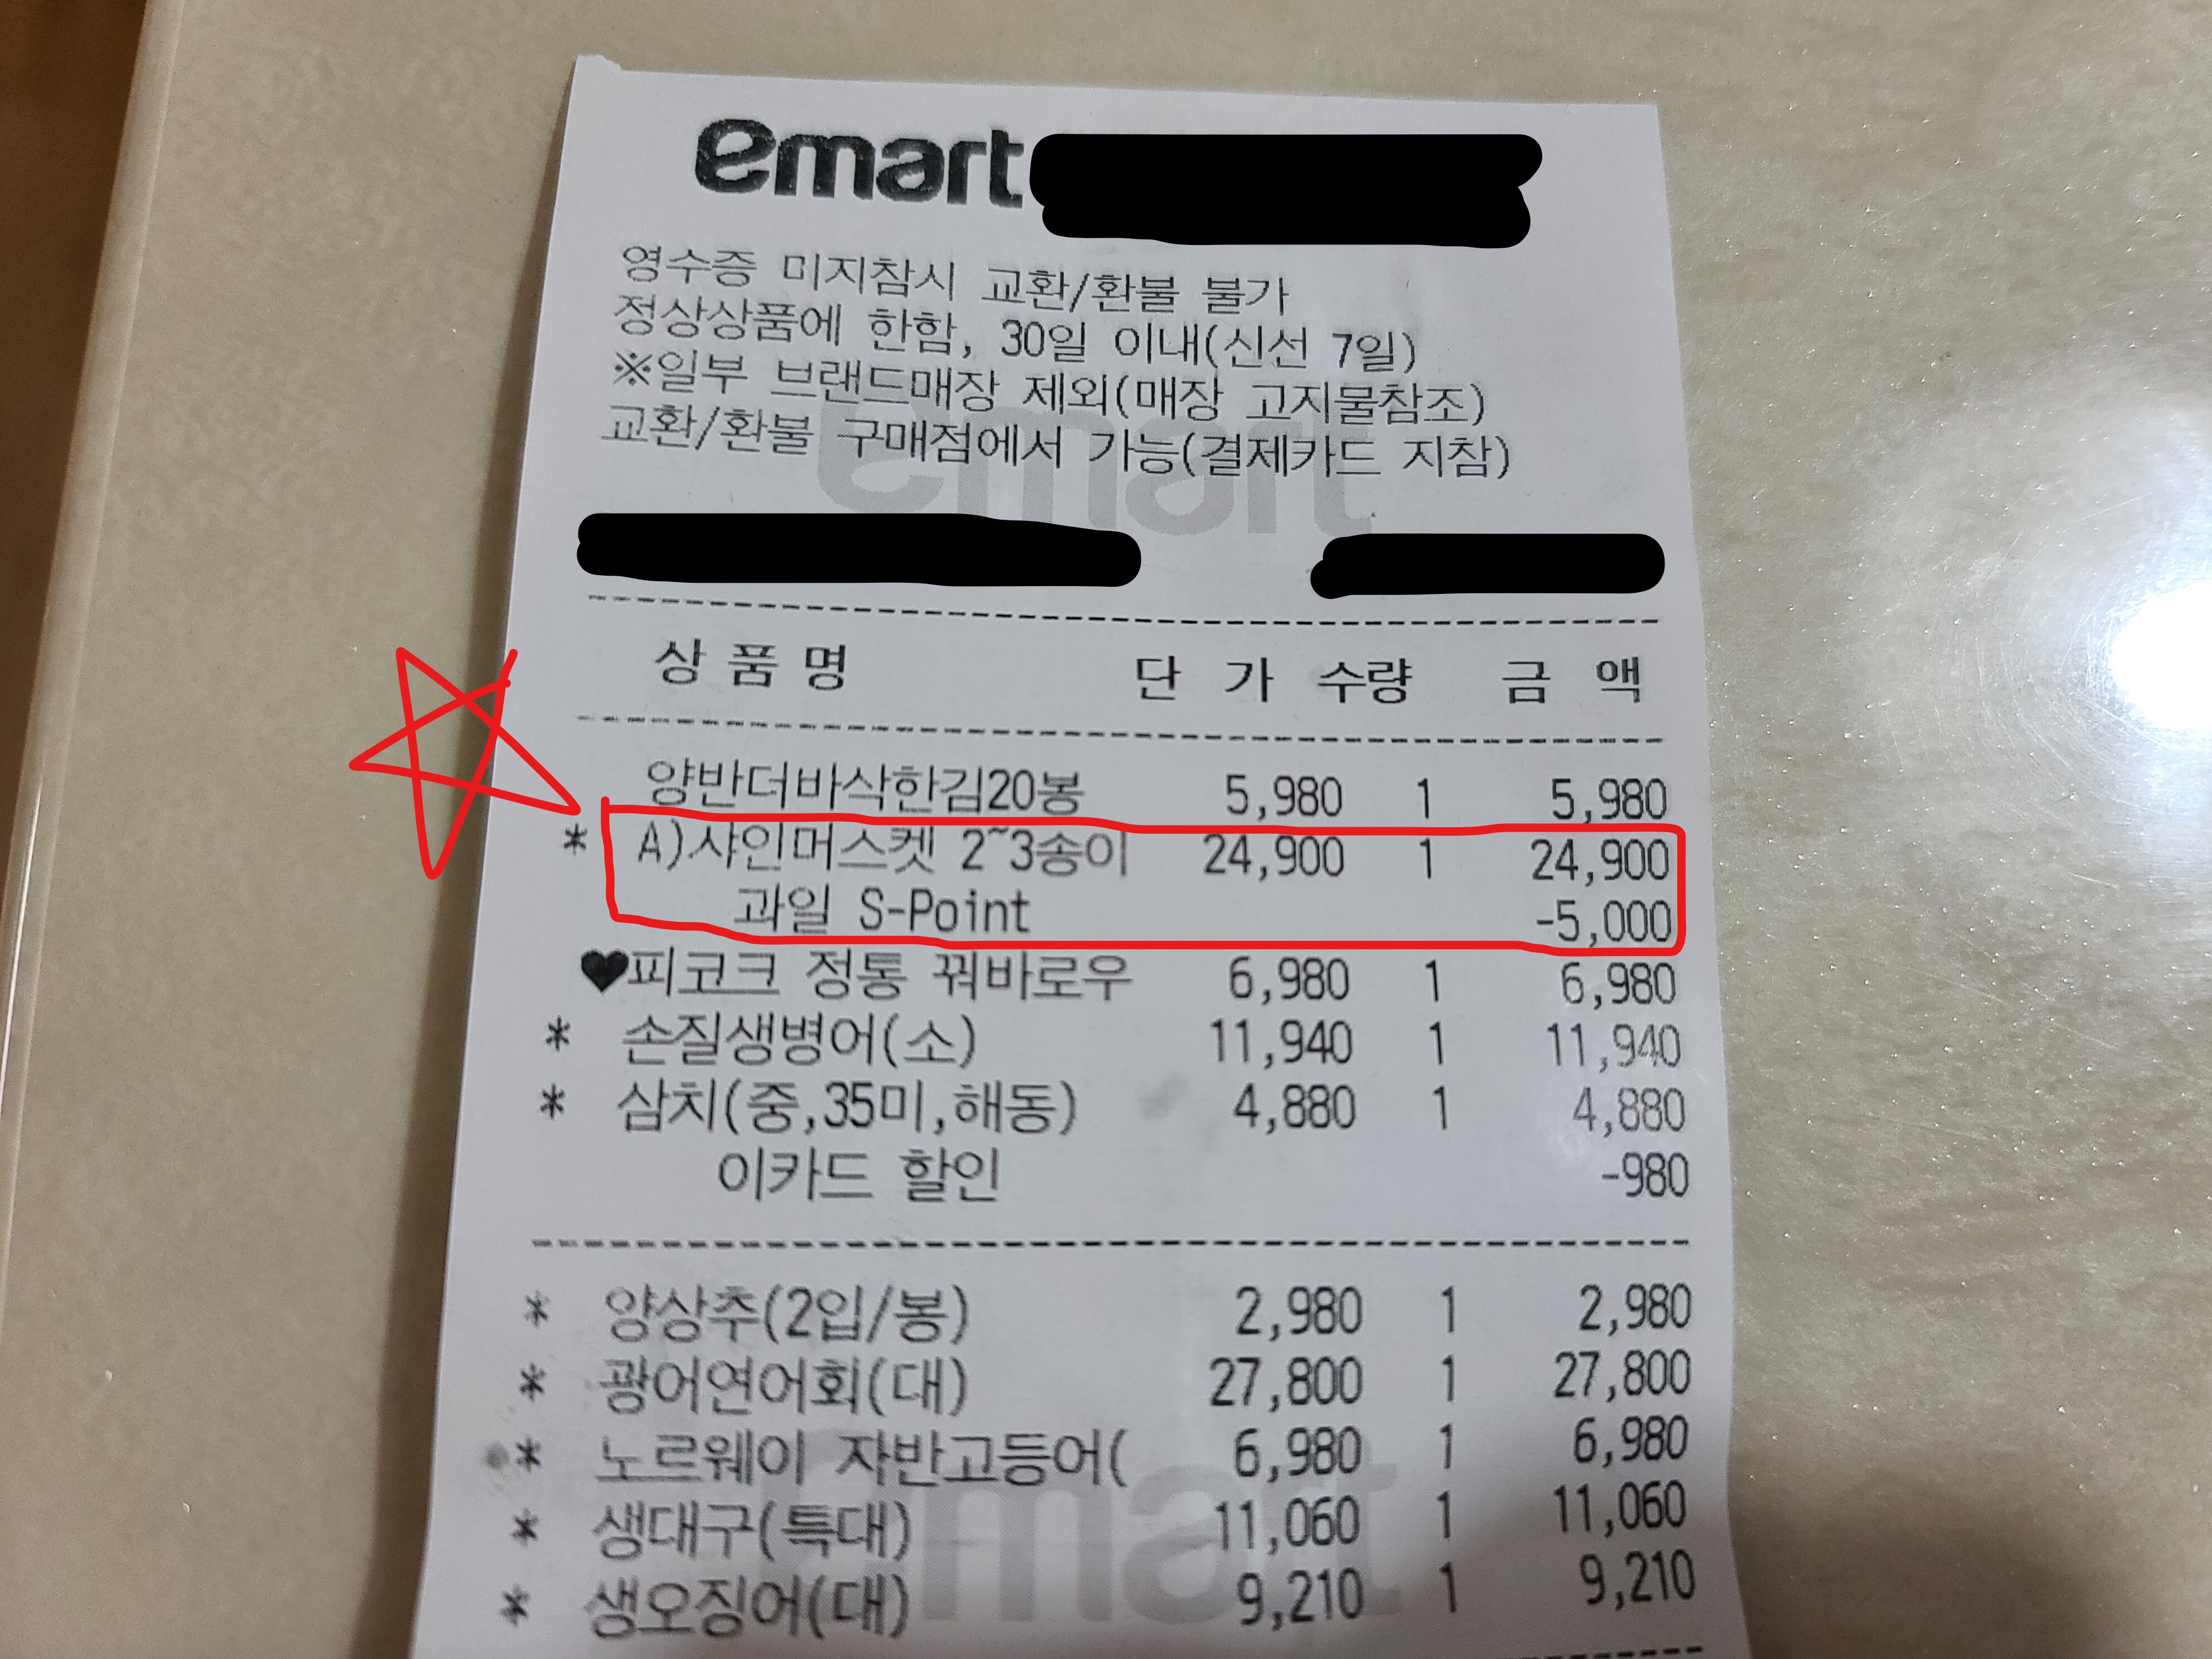 emart
영수증 미지참시 교환/환불 불가
정상상품에 한함, 30일 이내(신선 7일)
※일부 브랜드매장 제외(매장 고지물참조)
교환/환불 구매점에서 가능(결제카드 지참)
상 품 명 단 가 수량 금 액
양반더바삭한김20봉 5,980 1 5,980
* A)샤인머스켓 2~3송이 24,900 1 24,900
과일 S-Point -5,000
♥피코크 정통 꿔바로우 6,980 1 6,980
* 손질생병어(소) 11,940 1 11,940
* 삼치(중,35미,해동) 4,880 1 4,880
이카드 할인 -980
* 양상추(2입/봉) 2,980 1 2,980
* 광어연어회(대) 27,800 1 27,800
* 노르웨이 자반고등어( 6,980 1 6,980
* 생대구(특대) 11,060 1 11,060
* 생오징어(대) 9,210 1 9,210